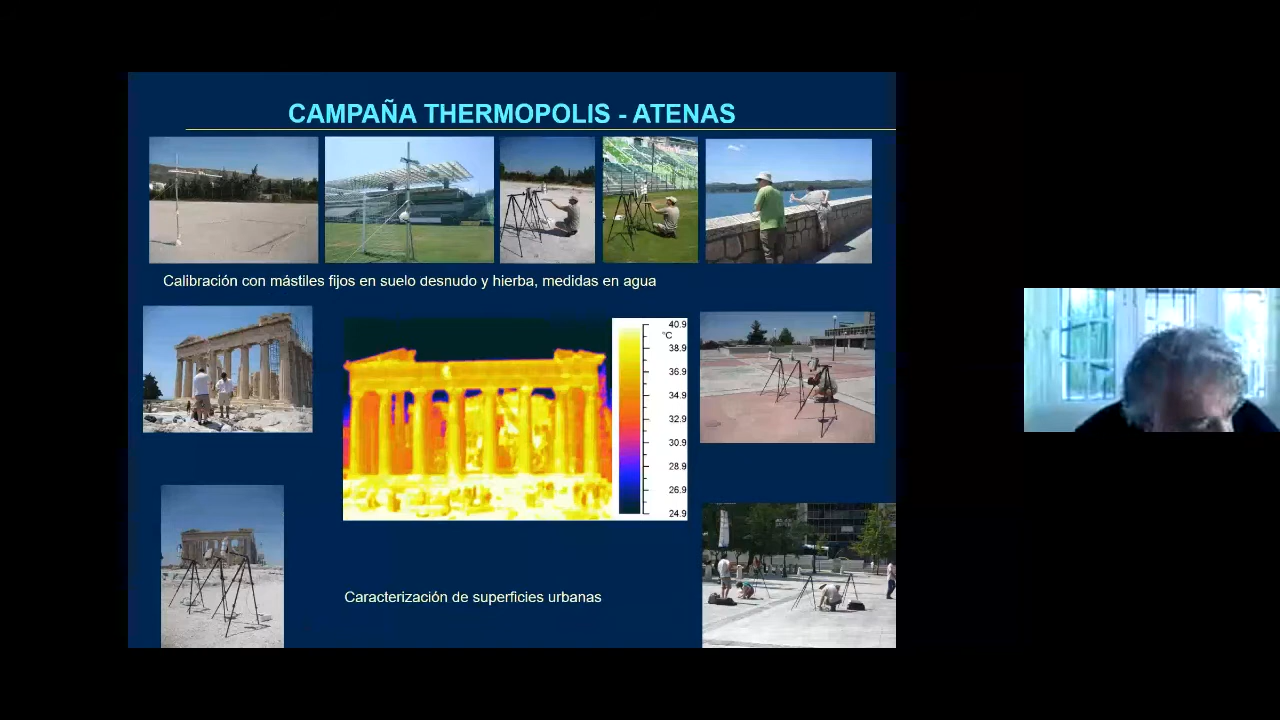 CAMPAÑA THERMOPOLIS - ATENAS
Calibración con mástiles fijos en suelo desnudo y hierba, medidas en agua
40.9
°C
38.9
36.9
34.9
32.9
30.9
28.9
26.9
24.9
Caracterización de superficies urbanas